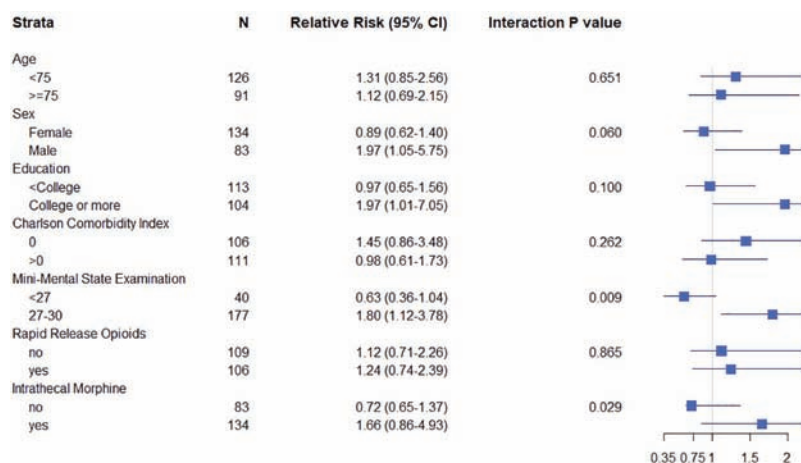 Strata N Relative Risk (95% CI) Interaction P value
Age
<75 126 1.31 (0.85-2.56) 0.651
>=75 91 1.12 (0.69-2.15)
Sex
Female 134 0.89 (0.62-1.40) 0.060
Male 83 1.97 (1.05-5.75)
Education
<College 113 0.97 (0.65-1.56) 0.100
College or more 104 1.97 (1.01-7.05)
Charlson Comorbidity Index
0 106 1.45 (0.86-3.48) 0.262
>0 111 0.98 (0.61-1.73)
Mini-Mental State Examination
<27 40 0.63 (0.36-1.04) 0.009
27-30 177 1.80 (1.12-3.78)
Rapid Release Opioids
no 109 1.12 (0.71-2.26) 0.865
yes 106 1.24 (0.74-2.39)
Intrathecal Morphine
no 83 0.72 (0.65-1.37) 0.029
yes 134 1.66 (0.86-4.93)
0.35 0.75 1 1.5 2